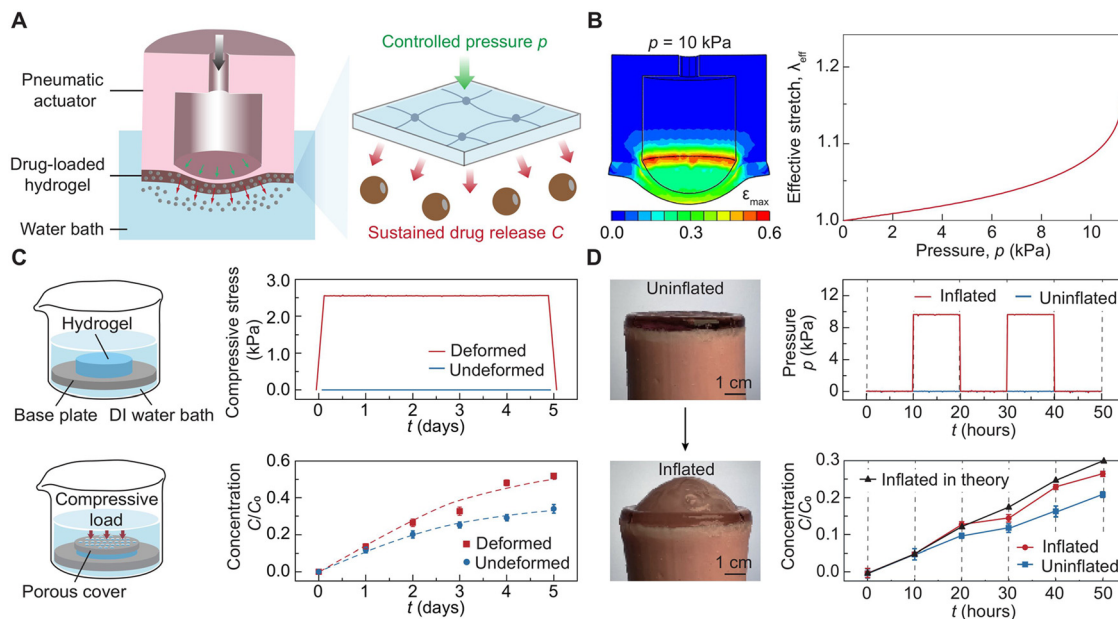 A
Controlled pressure p
Pneumatic
actuator
Drug-loaded
hydrogel
Water bath
Sustained drug release C
B
p = 10 kPa
εmax
0.0 0.3 0.6
Effective stretch, λeff
1.2
1.1
1.0
0 2 4 6 8 10
Pressure, p (kPa)
C
Hydrogel
Base plate DI water bath
Compressive
load
Porous cover
Compressive stress
(kPa)
3.0
2.0
1.0
0.0
Deformed
Undeformed
0 1 2 3 4 5
t (days)
Concentration
C/C₀
0.8
0.4
0.0
Deformed
Undeformed
0 1 2 3 4 5
t (days)
D
Uninflated
1 cm
Inflated
1 cm
Pressure
p (kPa)
12
8
4
0
Inflated Uninflated
0 10 20 30 40 50
t (hours)
Concentration
C/C₀
0.3
0.2
0.1
0.0
Inflated in theory
Inflated
Uninflated
0 10 20 30 40 50
t (hours)